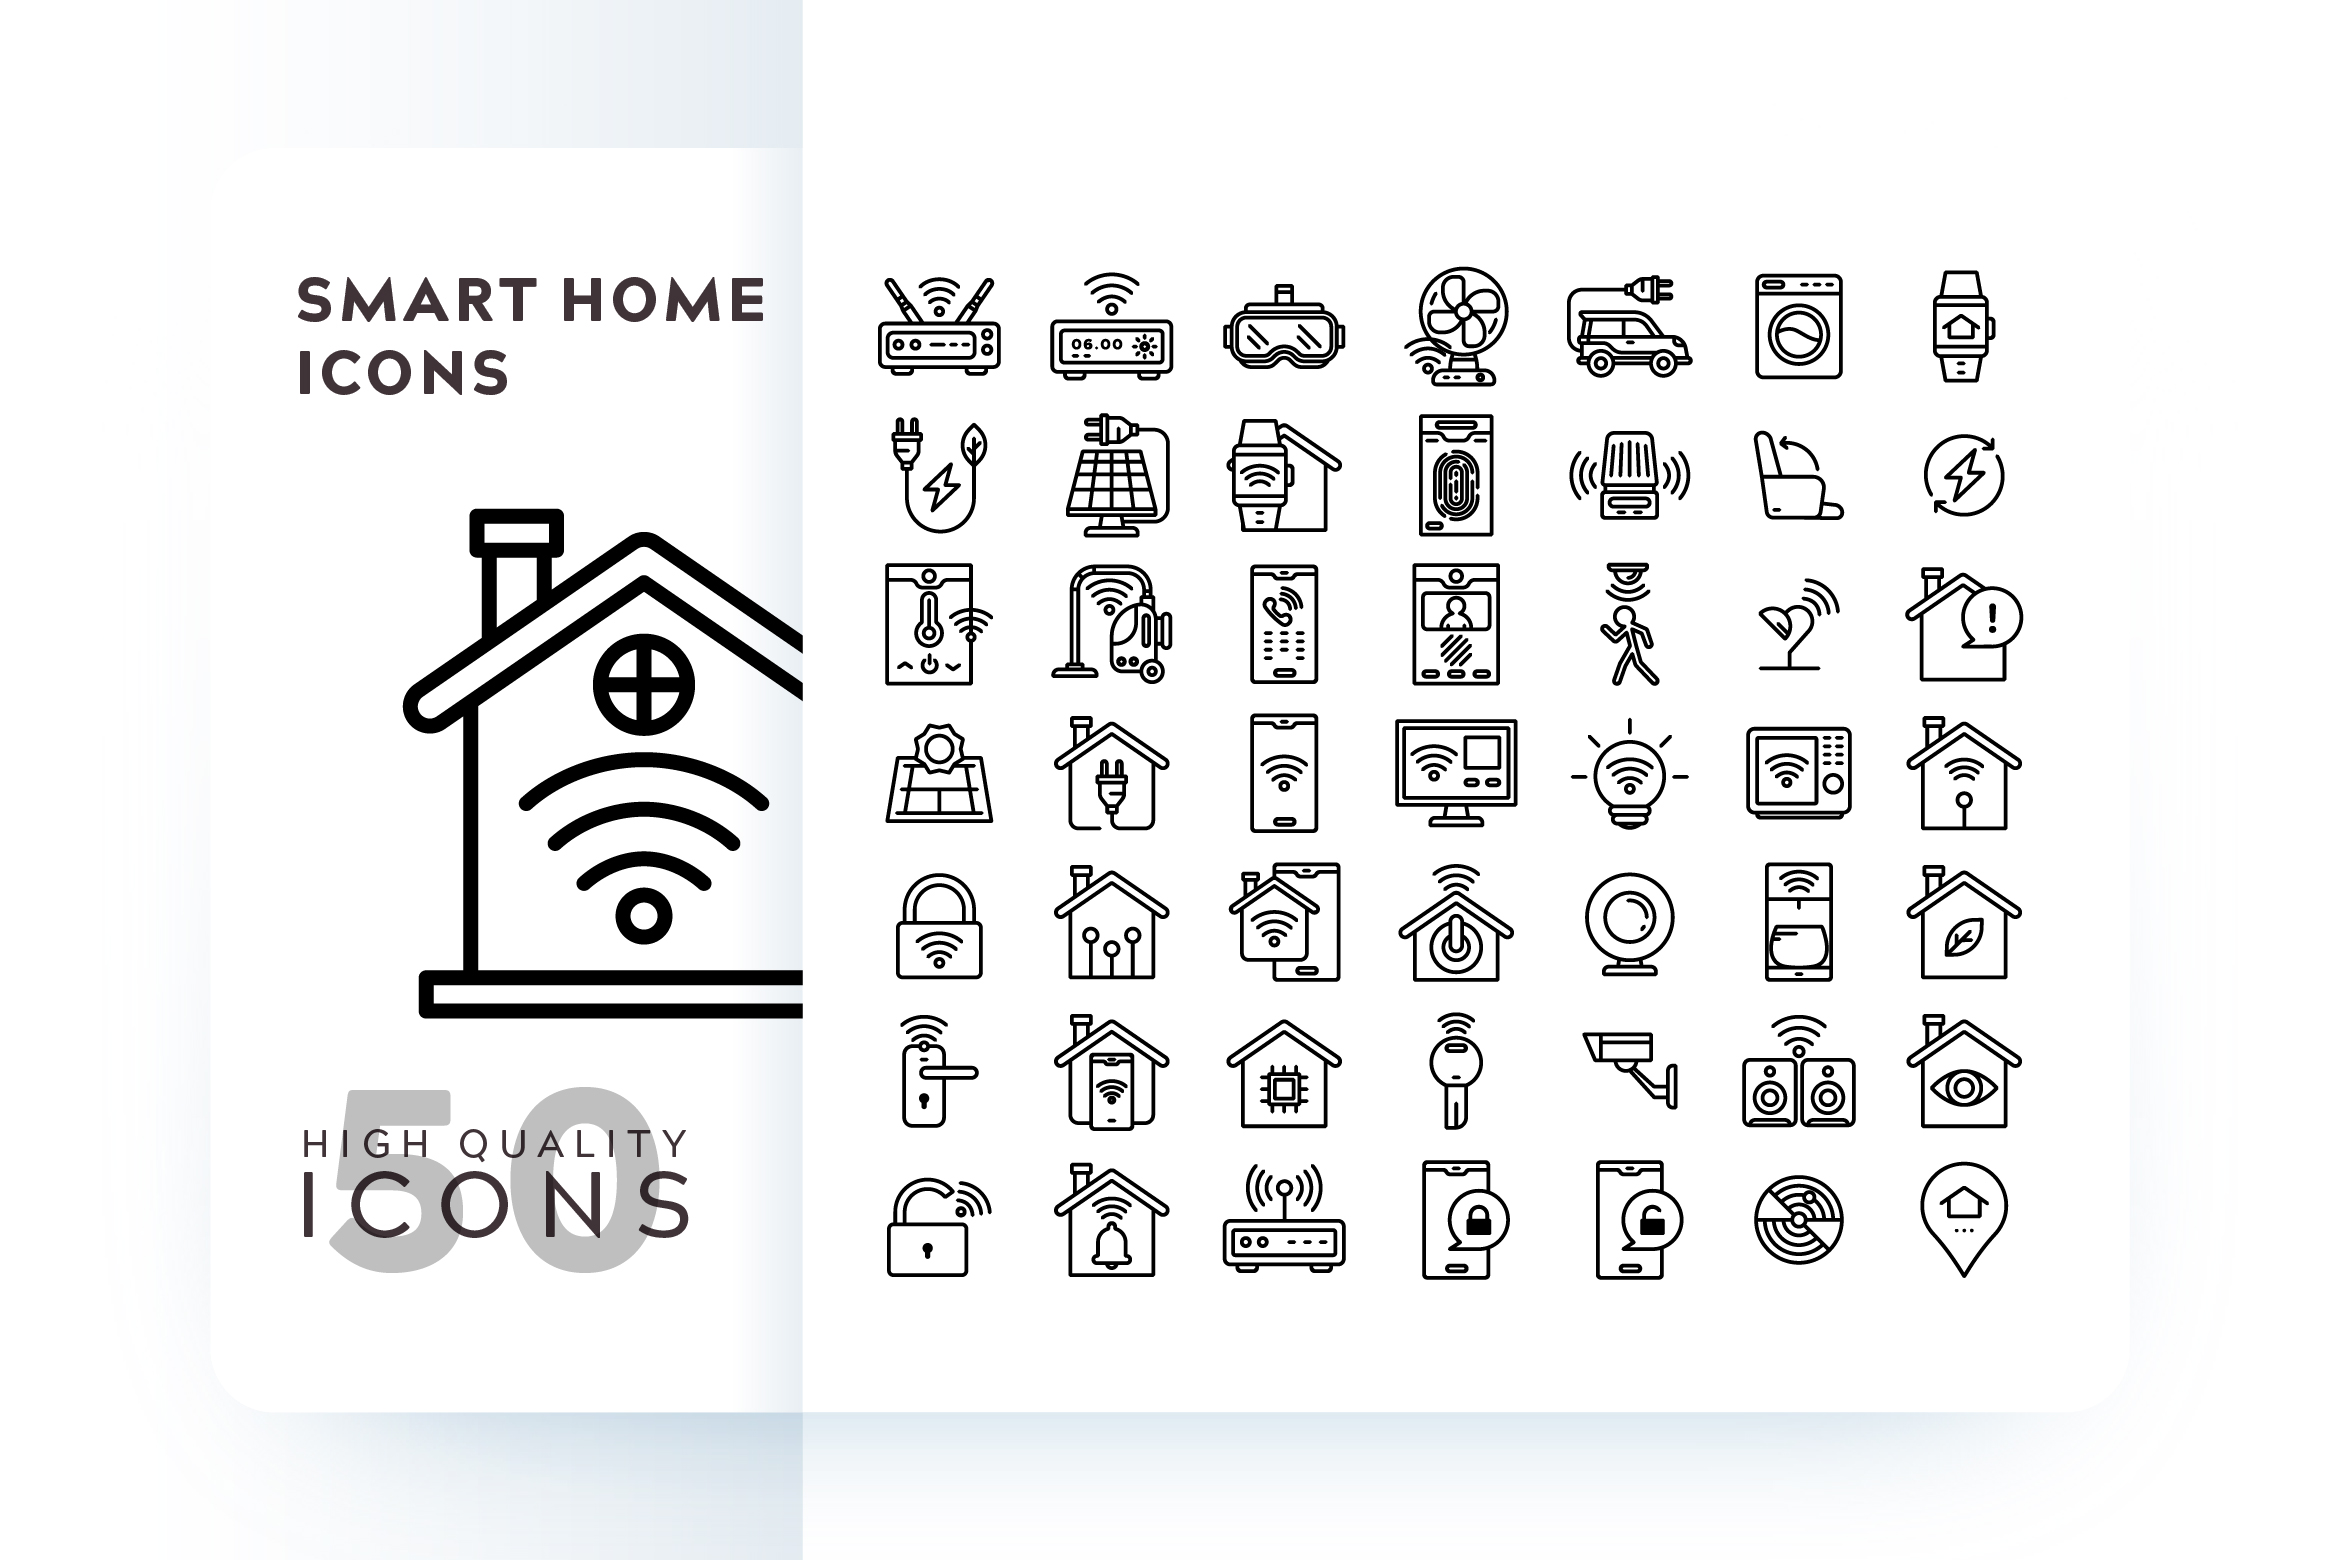 SMART HOME
ICONS
50
HIGH QUALITY
ICONS
06.00
!